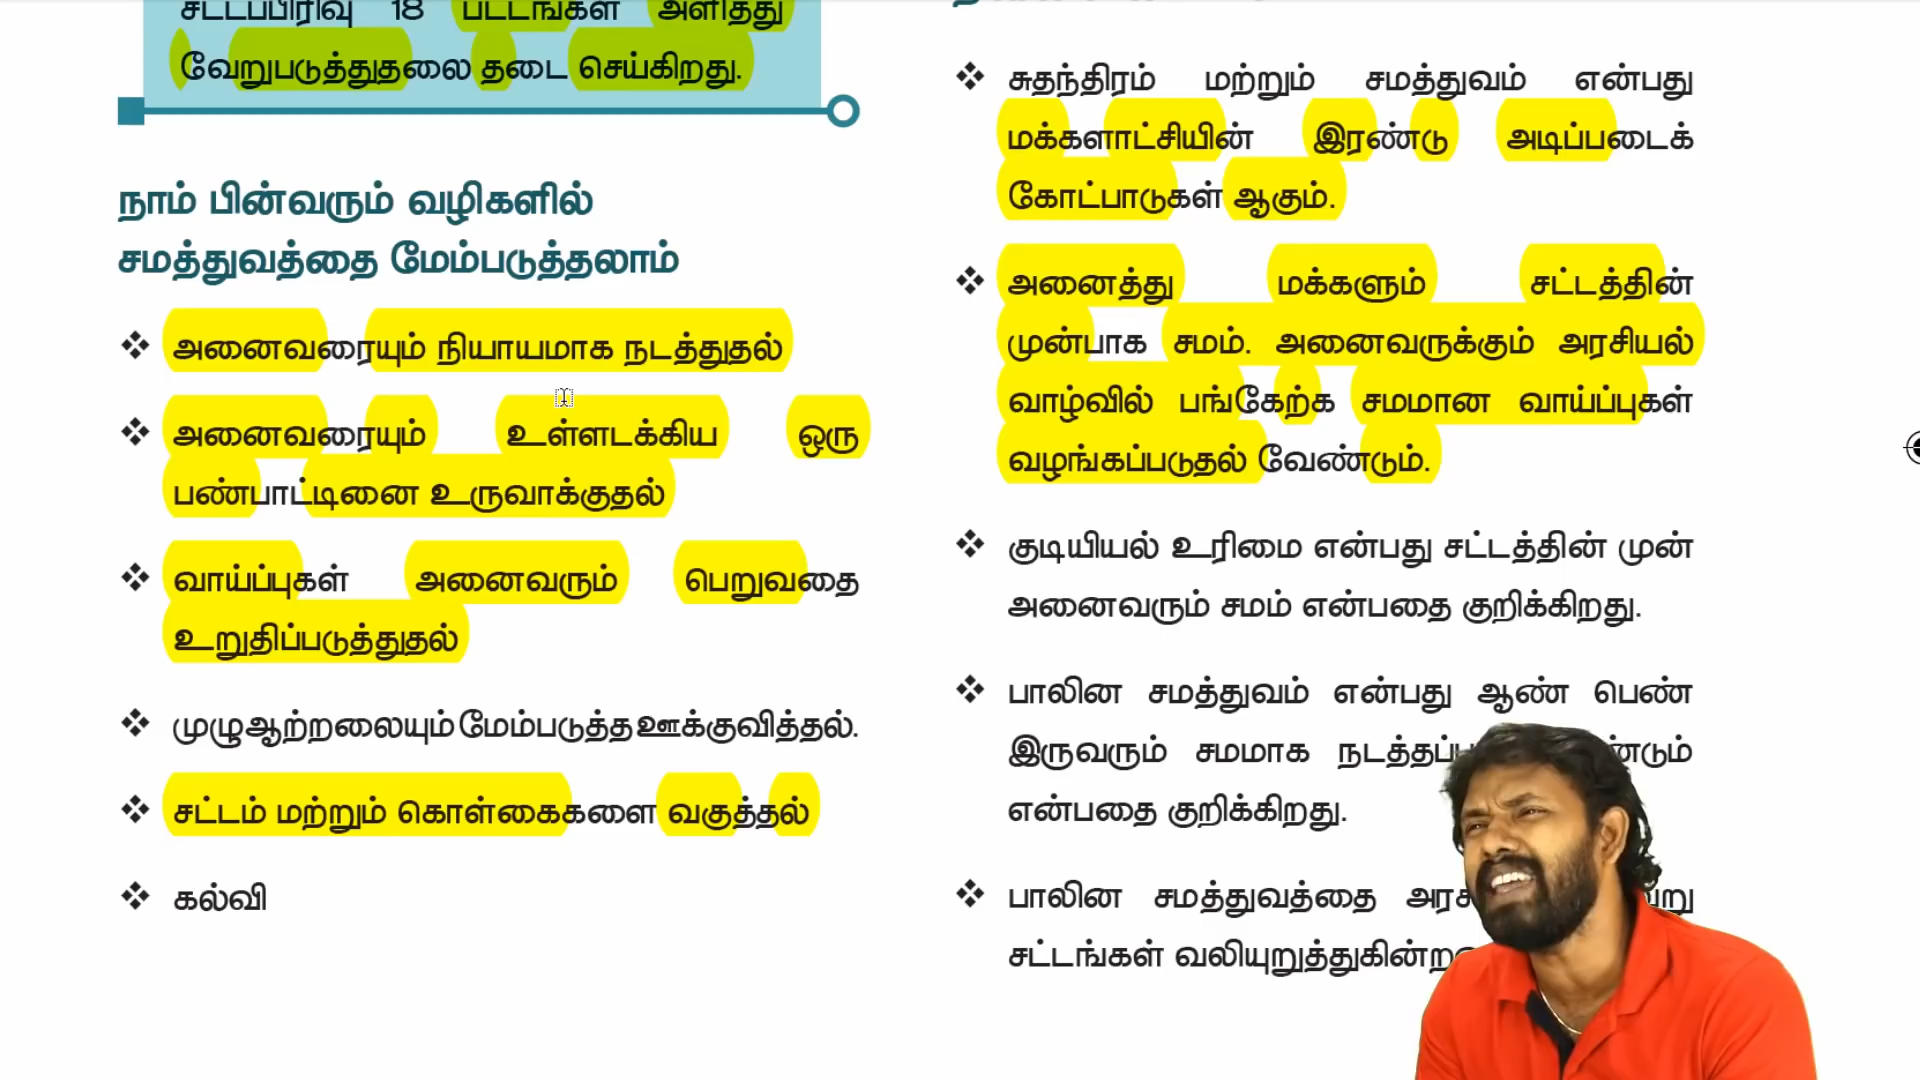 சட்டப்பிரிவு 18 பட்டங்கள் அளித்து
வேறுபடுத்துதலை தடை செய்கிறது.
நாம் பின்வரும் வழிகளில்
சமத்துவத்தை மேம்படுத்தலாம்
❖ அனைவரையும் நியாயமாக நடத்துதல்
❖ அனைவரையும் உள்ளடக்கிய ஒரு
பண்பாட்டினை உருவாக்குதல்
❖ வாய்ப்புகள் அனைவரும் பெறுவதை
உறுதிப்படுத்துதல்
❖ முழு ஆற்றலையும் மேம்படுத்த ஊக்குவித்தல்.
❖ சட்டம் மற்றும் கொள்கைகளை வகுத்தல்
❖ கல்வி
❖ சுதந்திரம் மற்றும் சமத்துவம் என்பது
மக்களாட்சியின் இரண்டு அடிப்படைக்
கோட்பாடுகள் ஆகும்.
❖ அனைத்து மக்களும் சட்டத்தின்
முன்பாக சமம். அனைவருக்கும் அரசியல்
வாழ்வில் பங்கேற்க சமமான வாய்ப்புகள்
வழங்கப்படுதல் வேண்டும்.
❖ குடியியல் உரிமை என்பது சட்டத்தின் முன்
அனைவரும் சமம் என்பதை குறிக்கிறது.
❖ பாலின சமத்துவம் என்பது ஆண் பெண்
இருவரும் சமமாக
என்பதை குறிக்கிறது.
❖ பாலின சமத்துவத்தை
சட்டங்கள்